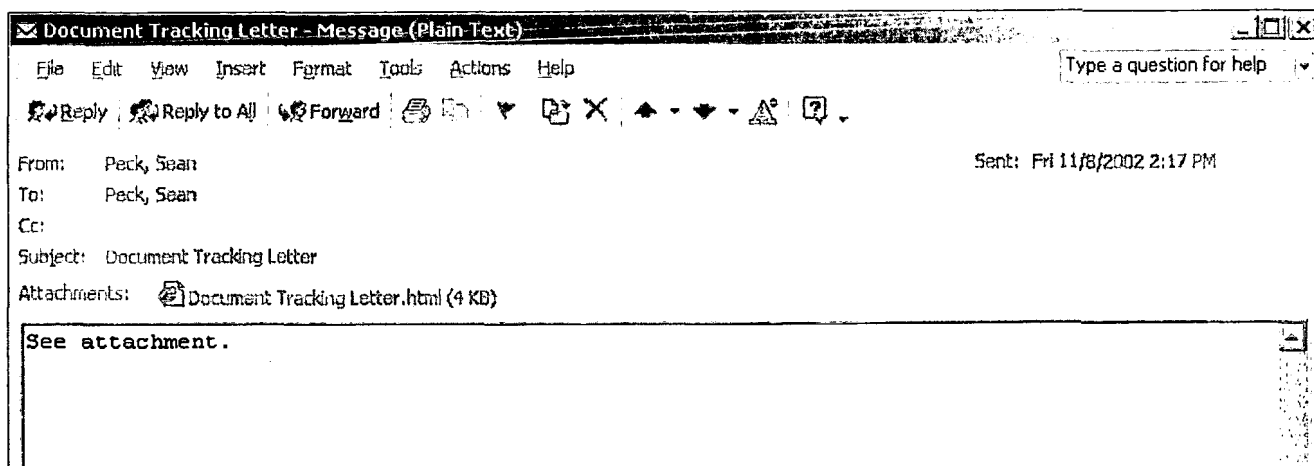 Document Tracking Letter - Message (Plain Text)
File Edit View Insert Format Tools Actions Help Type a question for help
Reply Reply to All Forward
From: Peck, Sean Sent: Fri 11/8/2002 2:17 PM
To: Peck, Sean
Cc:
Subject: Document Tracking Letter
Attachments: Document Tracking Letter.html (4 KB)
See attachment.